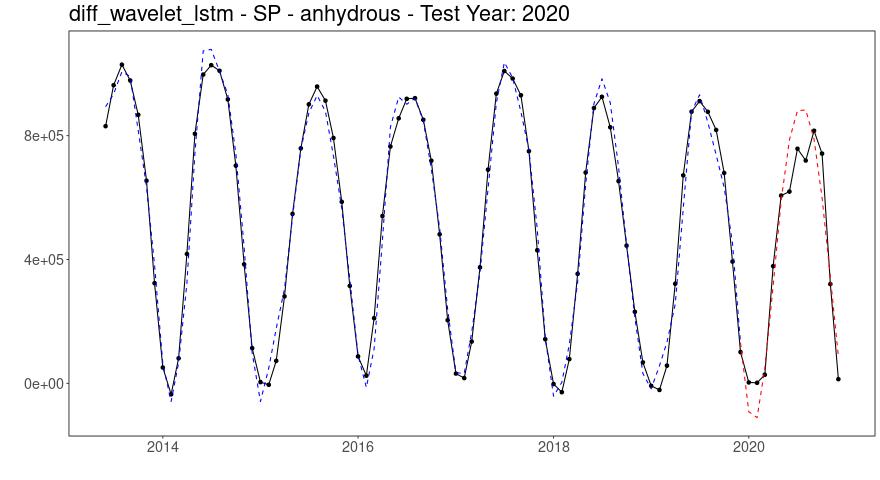 diff_wavelet_lstm - SP - anhydrous - Test Year: 2020
8e+05
4e+05
0e+00
2014 2016 2018 2020